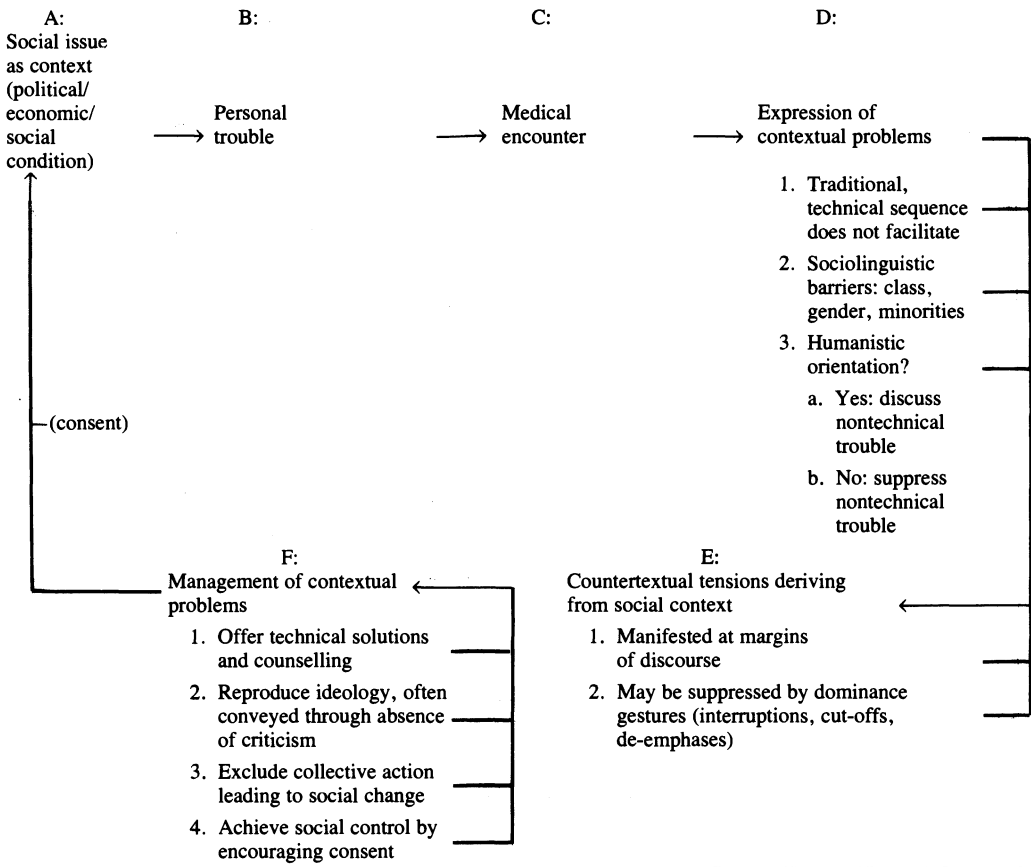 A:
Social issue
as context
(political/
economic/
social
condition)
B:
Personal
trouble
C:
Medical
encounter
D:
Expression of
contextual problems
1. Traditional,
technical sequence
does not facilitate
2. Sociolinguistic
barriers: class,
gender, minorities
3. Humanistic
orientation?
a. Yes: discuss
nontechnical
trouble
b. No: suppress
nontechnical
trouble
(consent)
E:
Countertextual tensions deriving
from social context
1. Manifested at margins
of discourse
2. May be suppressed by dominance
gestures (interruptions, cut-offs,
de-emphases)
F:
Management of contextual
problems
1. Offer technical solutions
and counselling
2. Reproduce ideology, often
conveyed through absence
of criticism
3. Exclude collective action
leading to social change
4. Achieve social control by
encouraging consent